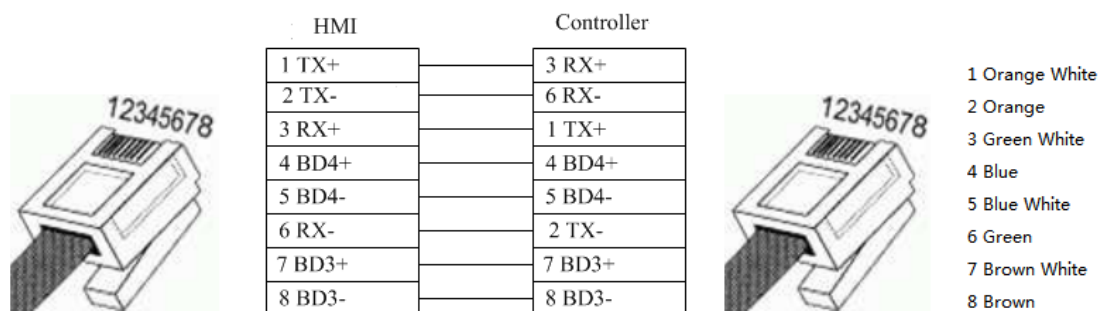 HMI Controller
1 TX+ 3 RX+
2 TX- 6 RX-
3 RX+ 1 TX+
4 BD4+ 4 BD4+
5 BD4- 5 BD4-
6 RX- 2 TX-
7 BD3+ 7 BD3+
8 BD3- 8 BD3-
12345678
12345678
1 Orange White
2 Orange
3 Green White
4 Blue
5 Blue White
6 Green
7 Brown White
8 Brown